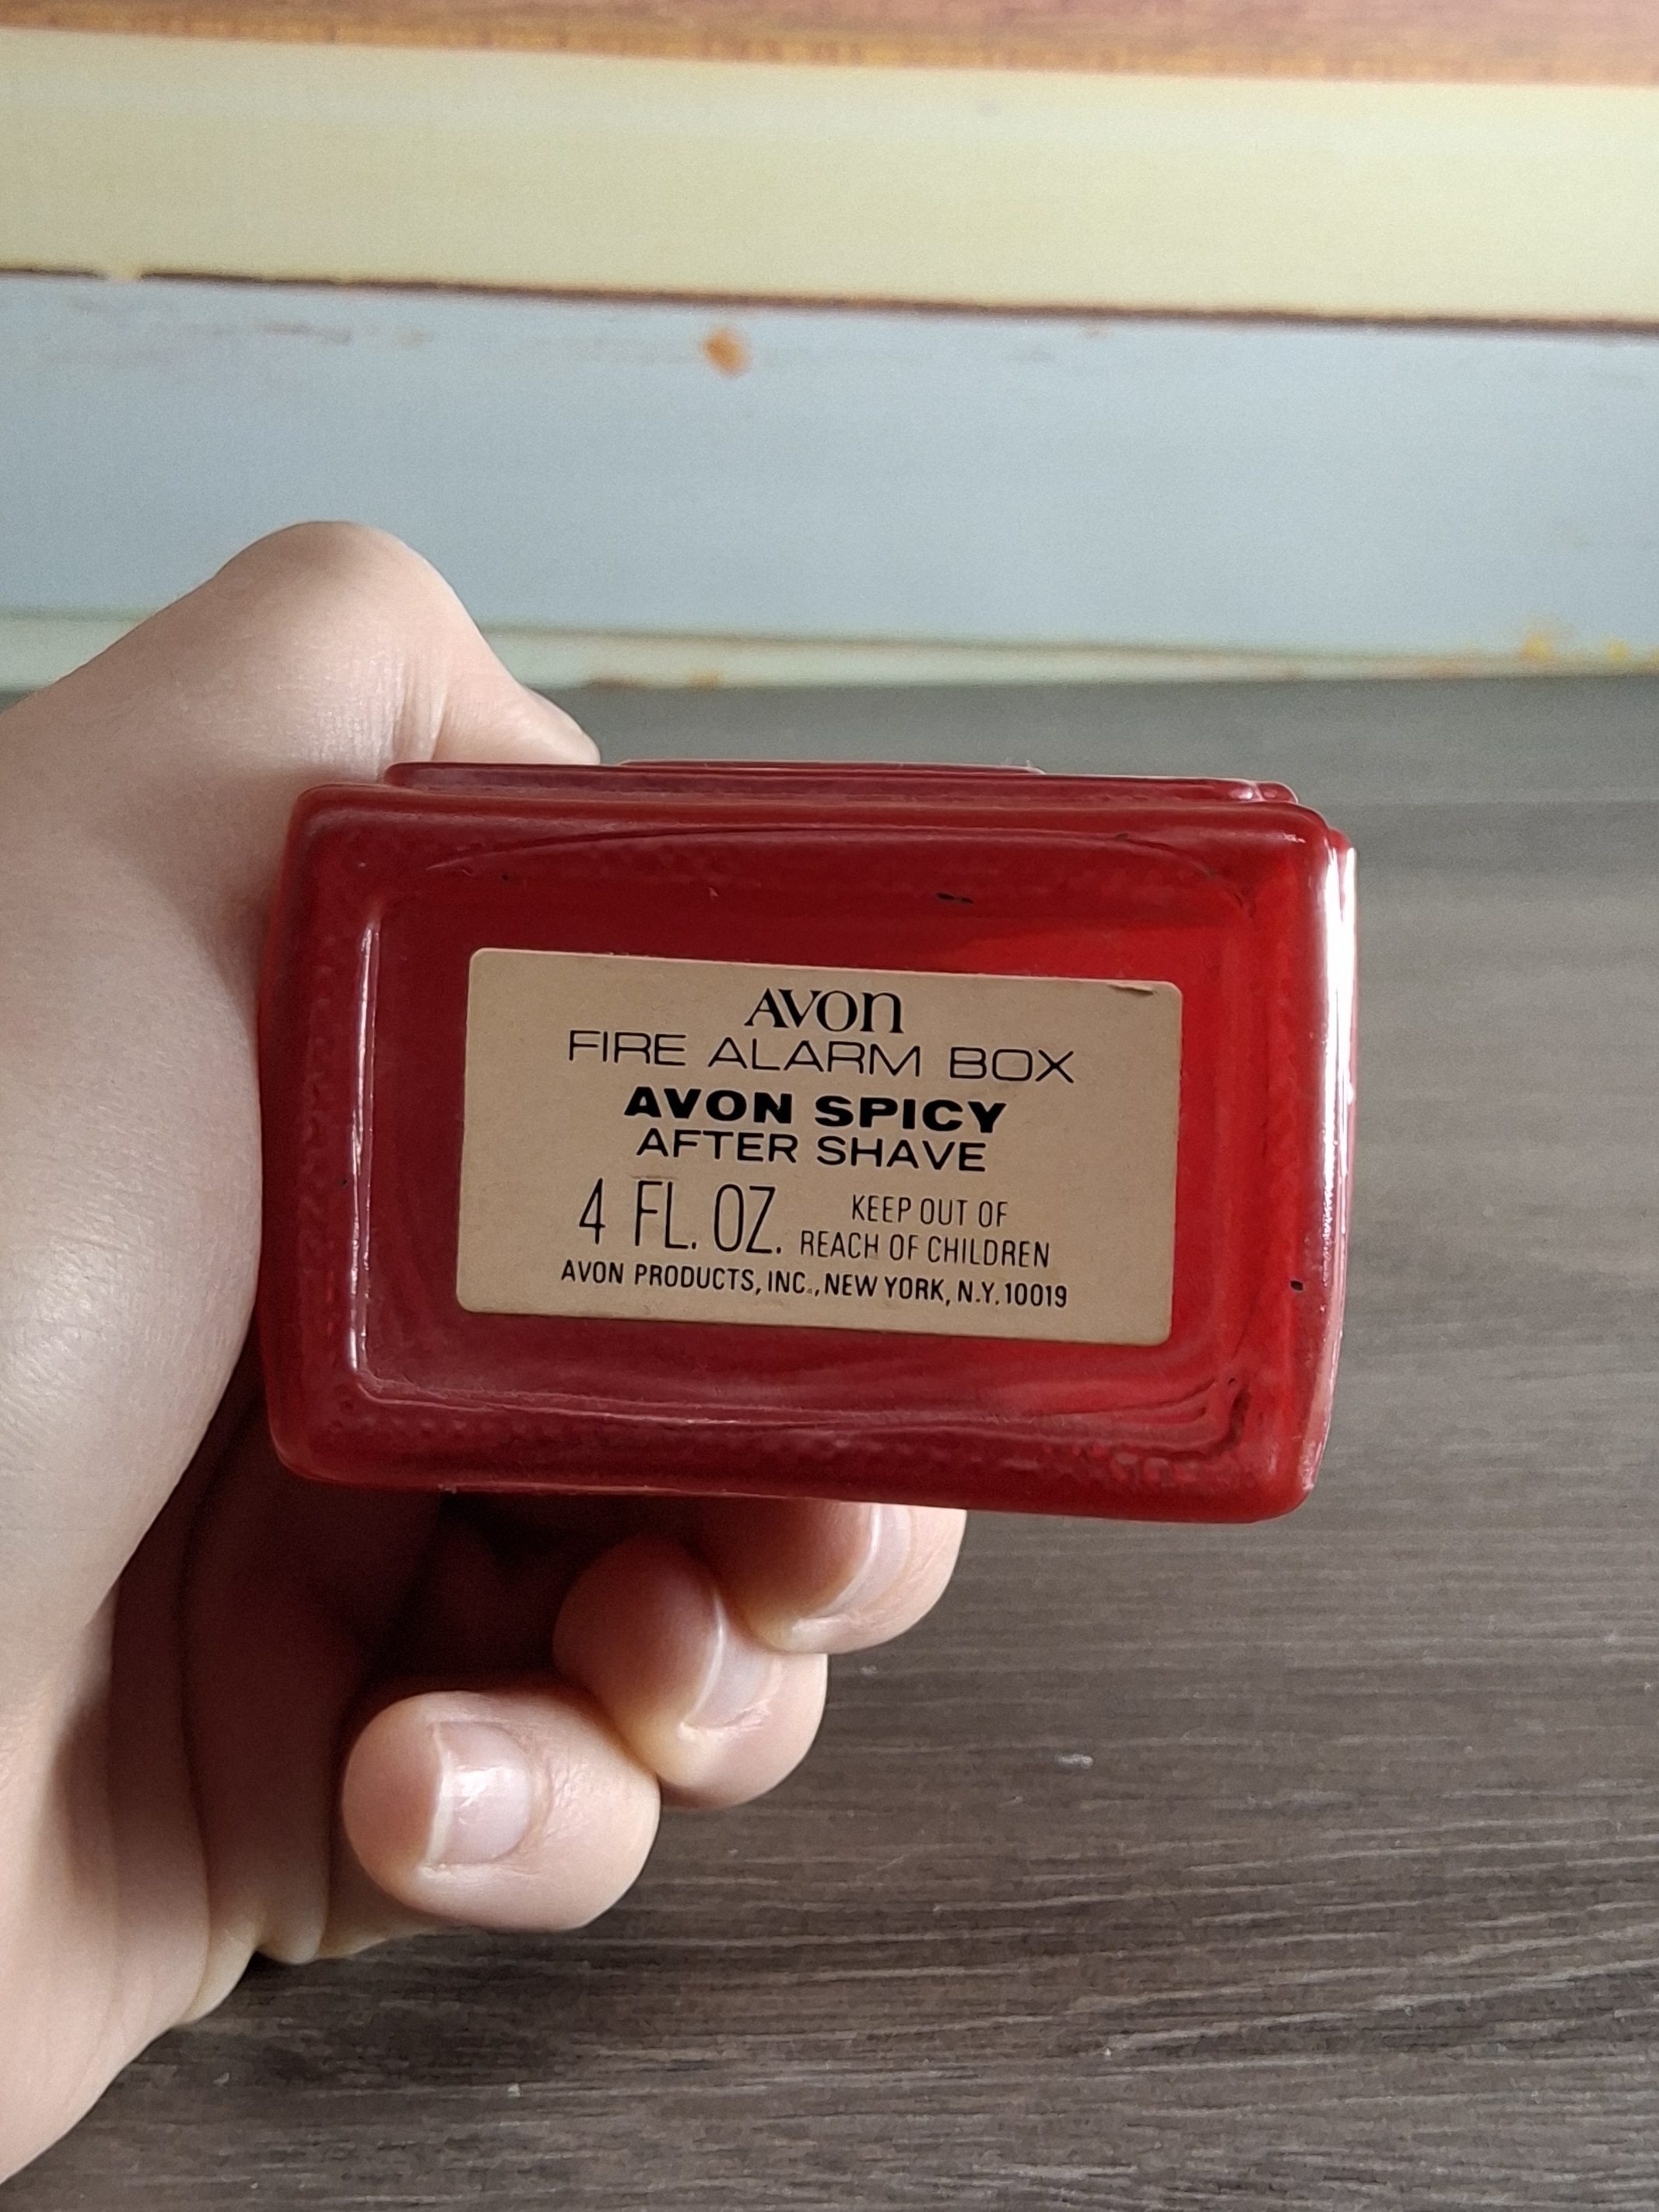 AVON
FIRE ALARM BOX
AVON SPICY
AFTER SHAVE
4 FL. OZ. KEEP OUT OF
REACH OF CHILDREN
AVON PRODUCTS, INC., NEW YORK, N.Y. 10019